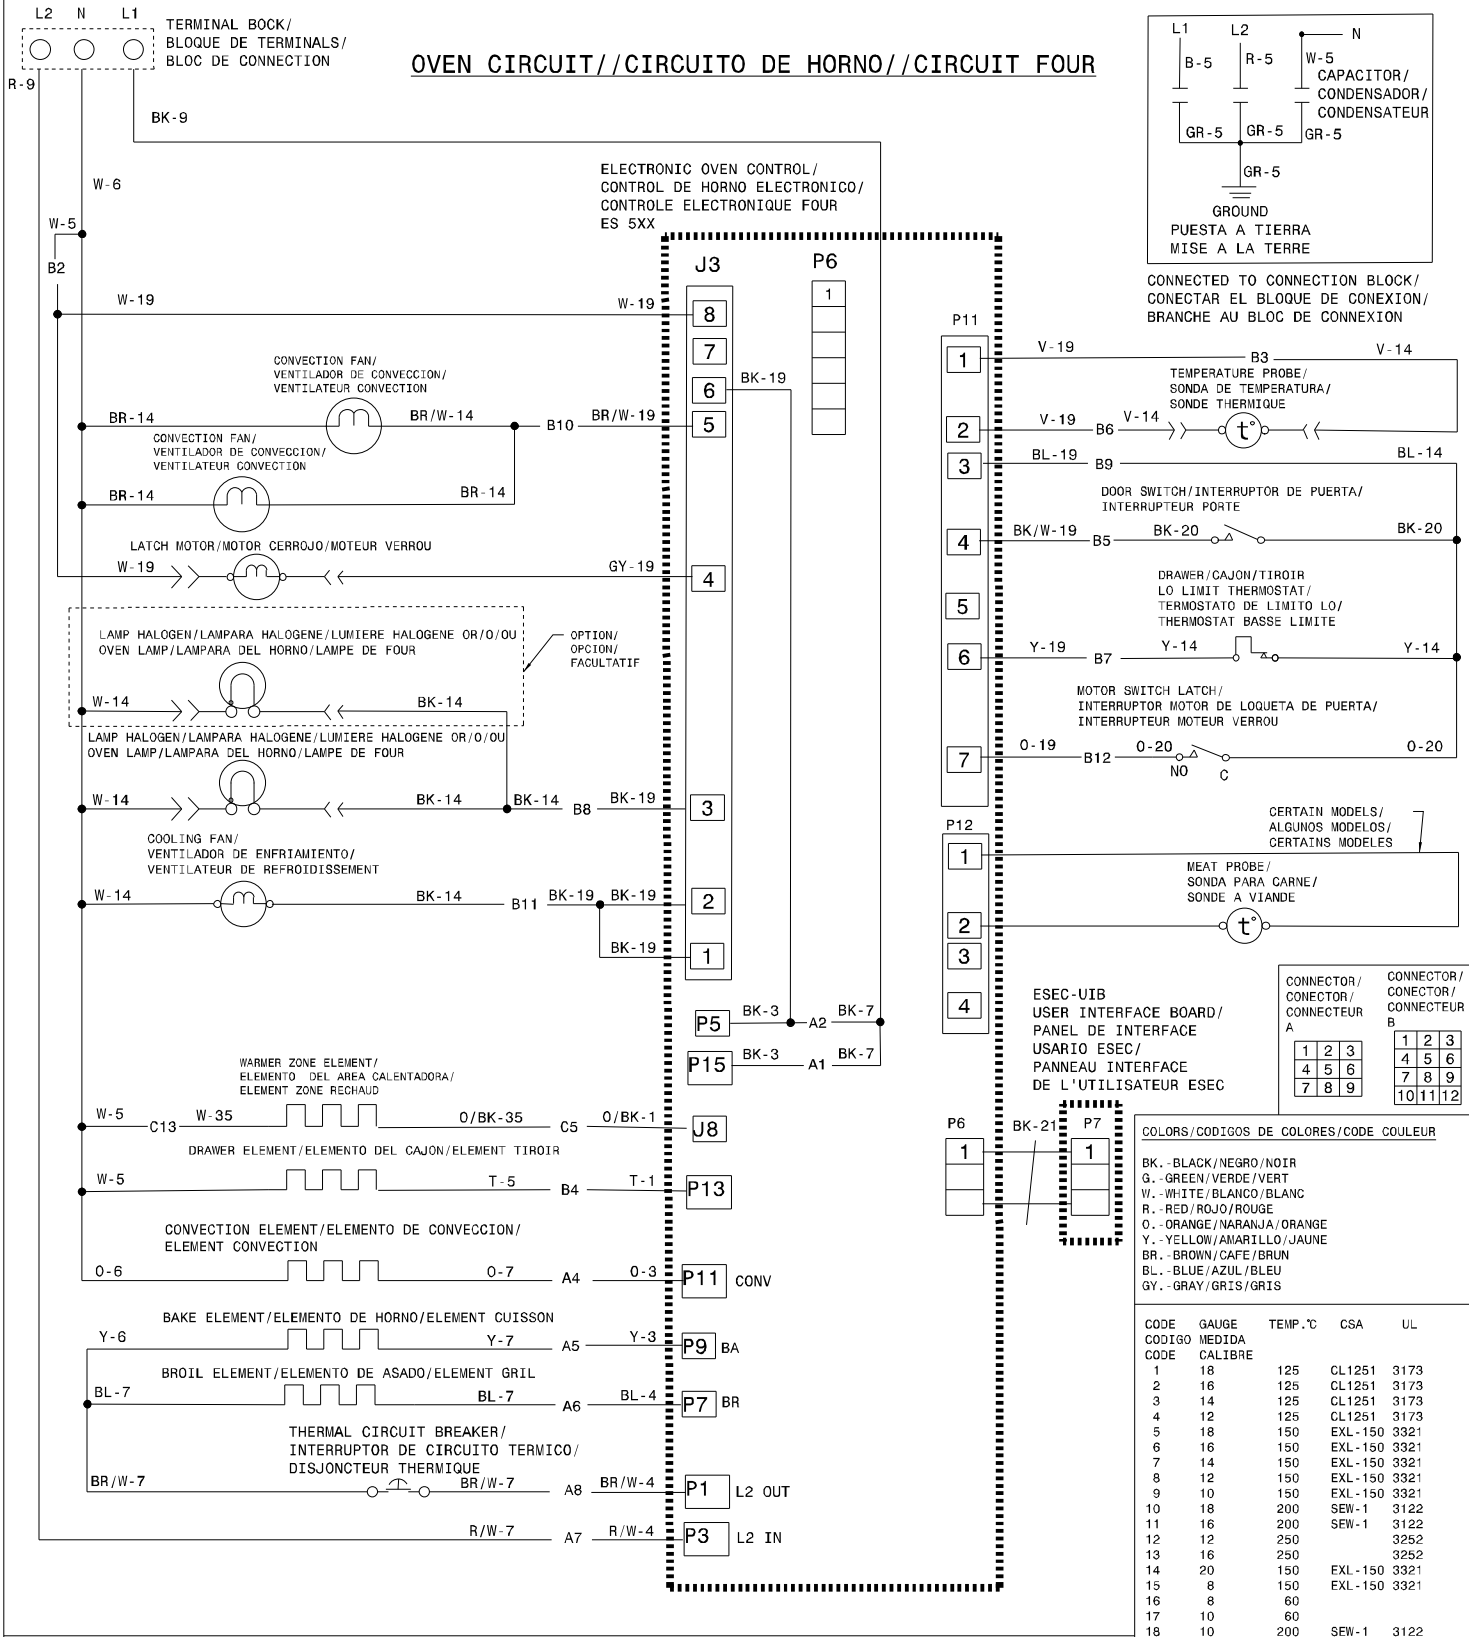 L2 N L1
TERMINAL BOCK/
BLOQUE DE TERMINALS/
BLOC DE CONNECTION
OVEN CIRCUIT//CIRCUITO DE HORNO//CIRCUIT FOUR
R-9
BK-9
W-6
W-5
B2
L1 L2 N
B-5 R-5 W-5
CAPACITOR/
CONDENSADOR/
CONDENSATEUR
GR-5 GR-5 GR-5
GR-5
GROUND
PUESTA A TIERRA
MISE A LA TERRE
CONNECTED TO CONNECTION BLOCK/
CONECTAR EL BLOQUE DE CONEXION/
BRANCHE AU BLOC DE CONNEXION
ELECTRONIC OVEN CONTROL/
CONTROL DE HORNO ELECTRONICO/
CONTROLE ELECTRONIQUE FOUR
ES 5XX
J3 P6
1
W-19 W-19 8
7
BK-19
6
CONVECTION FAN/
VENTILADOR DE CONVECCION/
VENTILATEUR CONVECTION
BR-14 BR/W-14 B10 BR/W-19 5
CONVECTION FAN/
VENTILADOR DE CONVECCION/
VENTILATEUR CONVECTION
BR-14 BR-14
LATCH MOTOR/MOTOR CERROJO/MOTEUR VERROU
W-19 GY-19 4
LAMP HALOGEN/LAMPARA HALOGENE/LUMIERE HALOGENE OR/O/OU
OVEN LAMP/LAMPARA DEL HORNO/LAMPE DE FOUR
OPTION/
OPCION/
FACULTATIF
W-14 BK-14
LAMP HALOGEN/LAMPARA HALOGENE/LUMIERE HALOGENE OR/O/OU
OVEN LAMP/LAMPARA DEL HORNO/LAMPE DE FOUR
W-14 BK-14 BK-14 B8 BK-19 3
COOLING FAN/
VENTILADOR DE ENFRIAMIENTO/
VENTILATEUR DE REFROIDISSEMENT
W-14 BK-14 B11 BK-19 BK-19 2
BK-19 1
P5 BK-3 A2 BK-7
P15 BK-3 A1 BK-7
WARMER ZONE ELEMENT/
ELEMENTO DEL AREA CALENTADORA/
ELEMENT ZONE RECHAUD
W-5 C13 W-35 O/BK-35 C5 O/BK-1 J8
DRAWER ELEMENT/ELEMENTO DEL CAJON/ELEMENT TIROIR
W-5 T-5 B4 T-1 P13
CONVECTION ELEMENT/ELEMENTO DE CONVECCION/
ELEMENT CONVECTION
O-6 O-7 A4 O-3 P11 CONV
BAKE ELEMENT/ELEMENTO DE HORNO/ELEMENT CUISSON
Y-6 Y-7 A5 Y-3 P9 BA
BROIL ELEMENT/ELEMENTO DE ASADO/ELEMENT GRIL
BL-7 BL-7 A6 BL-4 P7 BR
THERMAL CIRCUIT BREAKER/
INTERRUPTOR DE CIRCUITO TERMICO/
DISJONCTEUR THERMIQUE
BR/W-7 BR/W-7 A8 BR/W-4 P1 L2 OUT
R/W-7 A7 R/W-4 P3 L2 IN
P11
1 V-19 B3 V-14
TEMPERATURE PROBE/
SONDA DE TEMPERATURA/
SONDE THERMIQUE
2 V-19 B6 V-14 t°
3 BL-19 B9 BL-14
DOOR SWITCH/INTERRUPTOR DE PUERTA/
INTERRUPTEUR PORTE
4 BK/W-19 B5 BK-20 BK-20
DRAWER/CAJON/TIROIR
LO LIMIT THERMOSTAT/
TERMOSTATO DE LIMITO LO/
THERMOSTAT BASSE LIMITE
5
6 Y-19 B7 Y-14 Y-14
MOTOR SWITCH LATCH/
INTERRUPTOR MOTOR DE LOQUETA DE PUERTA/
INTERRUPTEUR MOTEUR VERROU
7 O-19 B12 O-20 NO C O-20
P12
CERTAIN MODELS/
ALGUNOS MODELOS/
CERTAINS MODELES
1
MEAT PROBE/
SONDA PARA CARNE/
SONDE A VIANDE
2 t°
3
4
ESEC-UIB
USER INTERFACE BOARD/
PANEL DE INTERFACE
USARIO ESEC/
PANNEAU INTERFACE
DE L'UTILISATEUR ESEC
P6 BK-21 P7
1 1
CONNECTOR/
CONECTOR/
CONNECTEUR
A
1 2 3
4 5 6
7 8 9
CONNECTOR/
CONECTOR/
CONNECTEUR
B
1 2 3
4 5 6
7 8 9
10 11 12
COLORS/CODIGOS DE COLORES/CODE COULEUR
BK.-BLACK/NEGRO/NOIR
G.-GREEN/VERDE/VERT
W.-WHITE/BLANCO/BLANC
R.-RED/ROJO/ROUGE
O.-ORANGE/NARANJA/ORANGE
Y.-YELLOW/AMARILLO/JAUNE
BR.-BROWN/CAFE/BRUN
BL.-BLUE/AZUL/BLEU
GY.-GRAY/GRIS/GRIS
CODE GAUGE TEMP.°C CSA UL
CODIGO MEDIDA
CODE CALIBRE
1 18 125 CL1251 3173
2 16 125 CL1251 3173
3 14 125 CL1251 3173
4 12 125 CL1251 3173
5 18 150 EXL-150 3321
6 16 150 EXL-150 3321
7 14 150 EXL-150 3321
8 12 150 EXL-150 3321
9 10 150 EXL-150 3321
10 18 200 SEW-1 3122
11 16 200 SEW-1 3122
12 12 250 3252
13 16 250 3252
14 20 150 EXL-150 3321
15 8 150 EXL-150 3321
16 8 60
17 10 60
18 10 200 SEW-1 3122